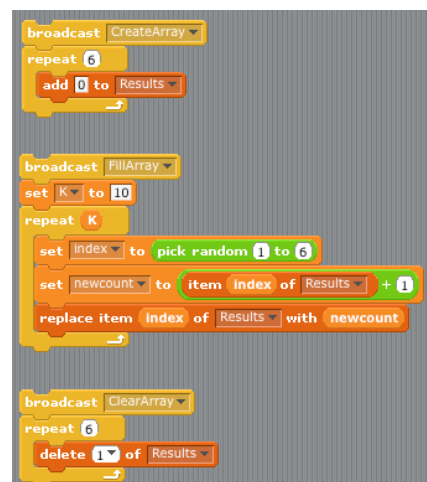 broadcast CreateArray
repeat 6
add 0 to Results
broadcast FillArray
set K to 10
repeat K
set index to pick random 1 to 6
set newcount to item index of Results + 1
replace item index of Results with newcount
broadcast ClearArray
repeat 6
delete 1 of Results